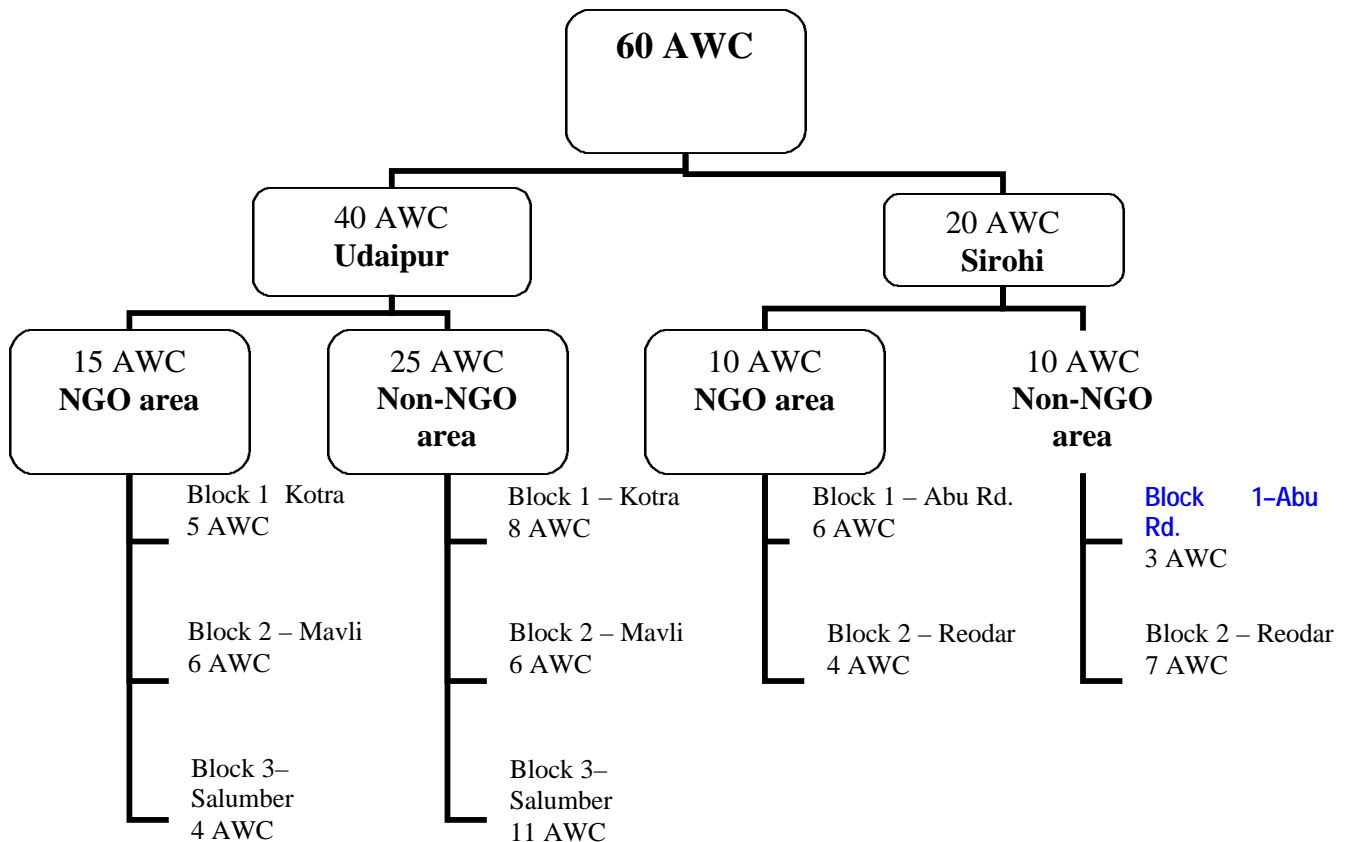 60 AWC
40 AWC
Udaipur
20 AWC
Sirohi
15 AWC
NGO area
25 AWC
Non-NGO
area
10 AWC
NGO area
10 AWC
Non-NGO
area
Block 1 Kotra
5 AWC
Block 2 – Mavli
6 AWC
Block 3–
Salumber
4 AWC
Block 1 – Kotra
8 AWC
Block 2 – Mavli
6 AWC
Block 3–
Salumber
11 AWC
Block 1 – Abu Rd.
6 AWC
Block 2 – Reodar
4 AWC
Block 1–Abu
Rd.
3 AWC
Block 2 – Reodar
7 AWC